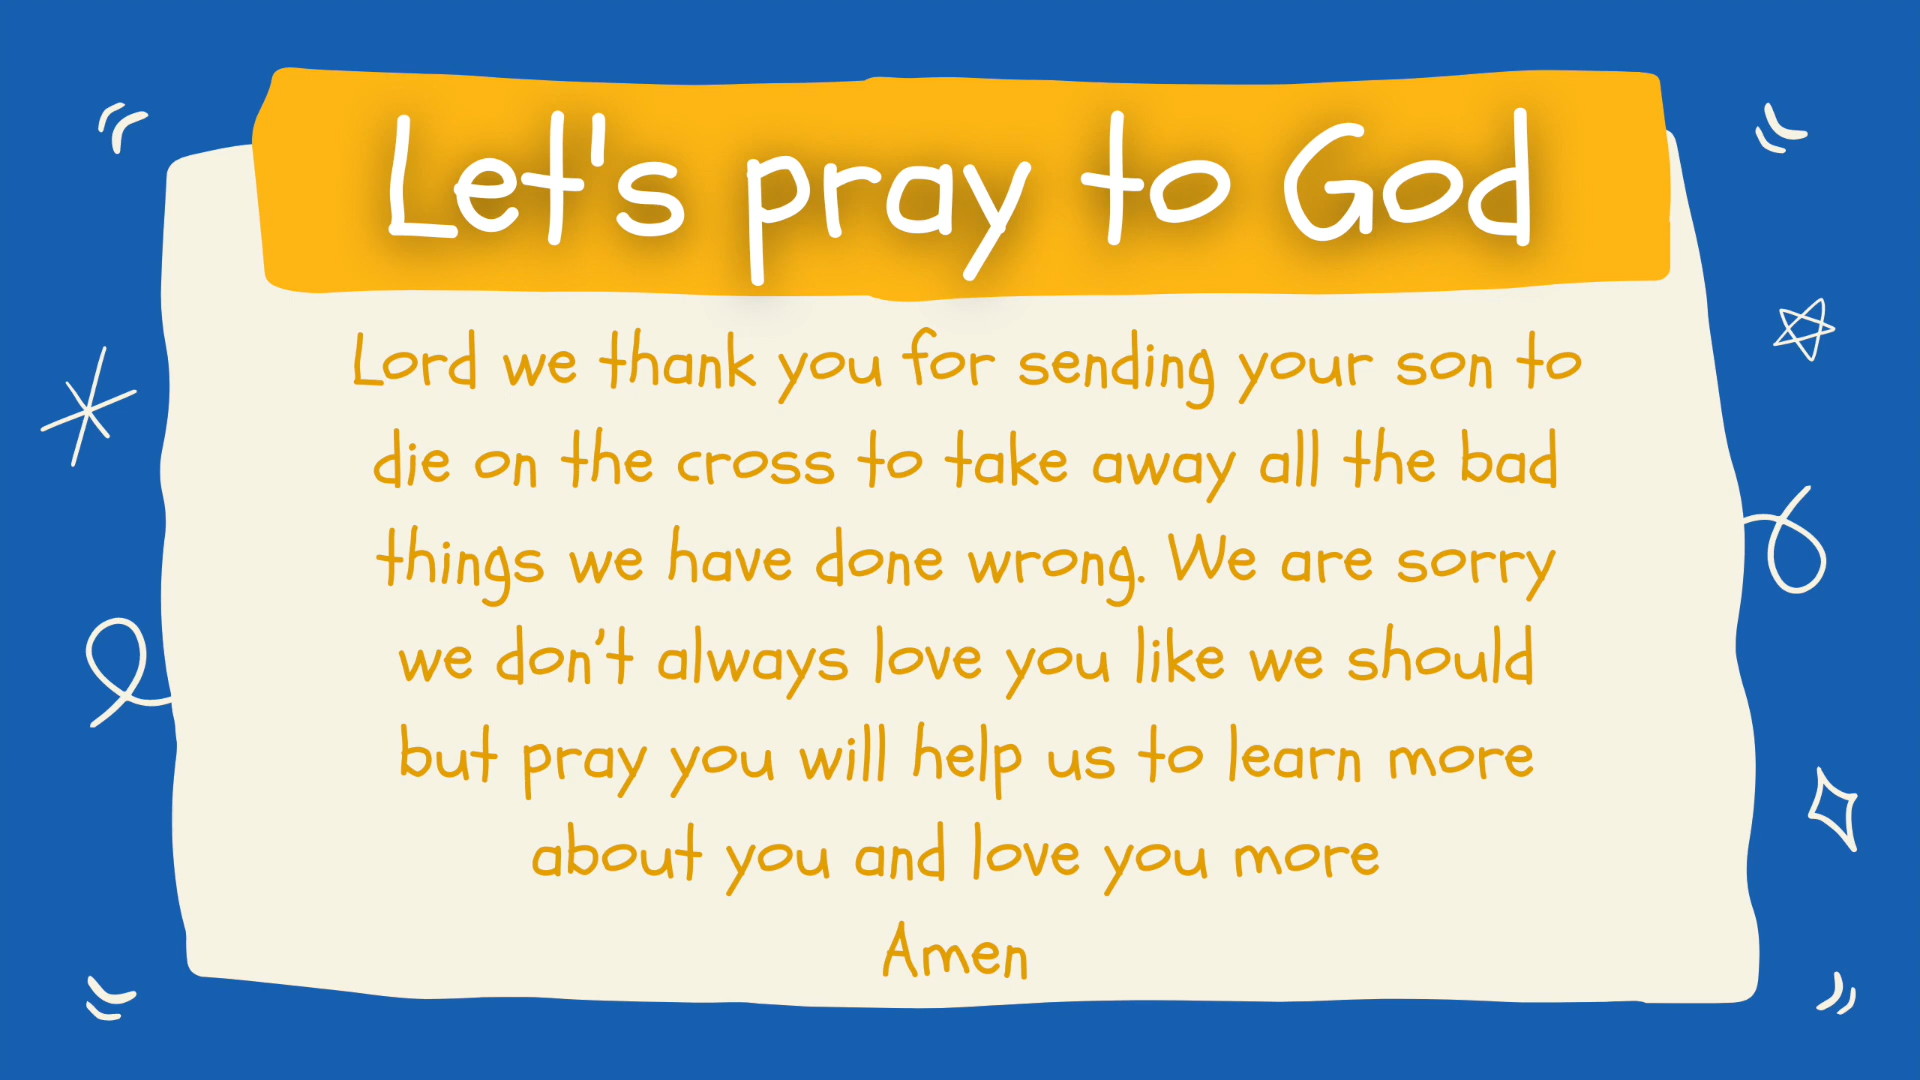 Let's pray to God
Lord we thank you for sending your son to
die on the cross to take away all the bad
things we have done wrong. We are sorry
we don't always love you like we should
but pray you will help us to learn more
about you and love you more
Amen